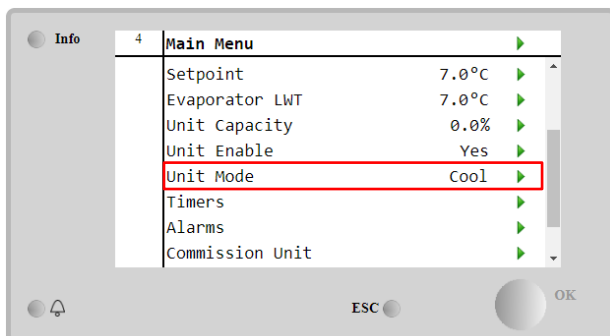 Info
4 Main Menu
Setpoint 7.0°C
Evaporator LWT 7.0°C
Unit Capacity 0.0%
Unit Enable Yes
Unit Mode Cool
Timers
Alarms
Commission Unit
ESC
OK